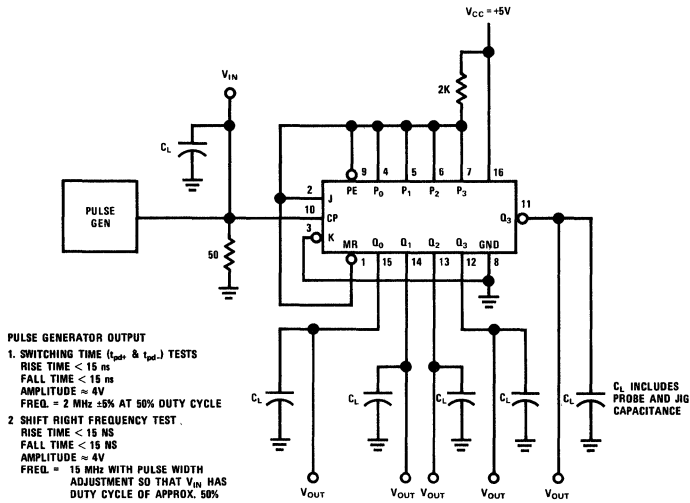 V_CC = +5V
V_IN
2K
C_L
9 4 5 6 7 16
PE P_0 P_1 P_2 P_3
11
2 J
Q_3
PULSE
GEN
10 CP
3 K
50
MR Q_0 Q_1 Q_2 Q_3 GND
1 15 14 13 12 8
PULSE GENERATOR OUTPUT
1. SWITCHING TIME (t_pd+ & t_pd-) TESTS
RISE TIME < 15 ns
FALL TIME < 15 ns
AMPLITUDE ≈ 4V
FREQ. = 2 MHz ±5% AT 50% DUTY CYCLE
2 SHIFT RIGHT FREQUENCY TEST
RISE TIME < 15 NS
FALL TIME < 15 NS
AMPLITUDE ≈ 4V
FREQ. = 15 MHz WITH PULSE WIDTH
ADJUSTMENT SO THAT V_IN HAS
DUTY CYCLE OF APPROX. 50%
C_L C_L C_L C_L C_L
C_L INCLUDES
PROBE AND JIG
CAPACITANCE
V_OUT V_OUT V_OUT V_OUT V_OUT